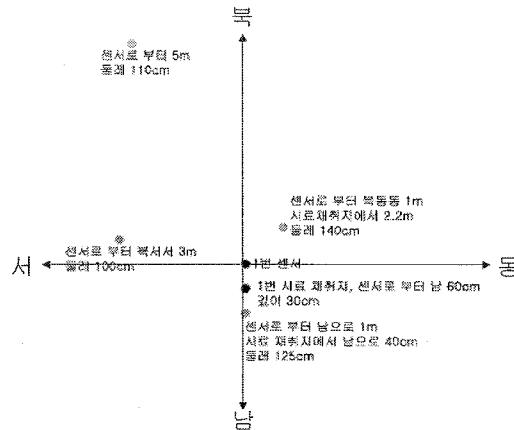 북
센서로 부터 5m
둘레 110cm
센서로 부터 북동동 1m
시료채취지에서 2.2m
둘레 140cm
센서로 부터 북서서 3m
둘레 100cm
서
1번 센서
동
1번 시료 채취지, 센서로 부터 남 60cm
깊이 30cm
센서로 부터 남으로 1m
시료 채취지에서 남으로 40cm
둘레 125cm
남